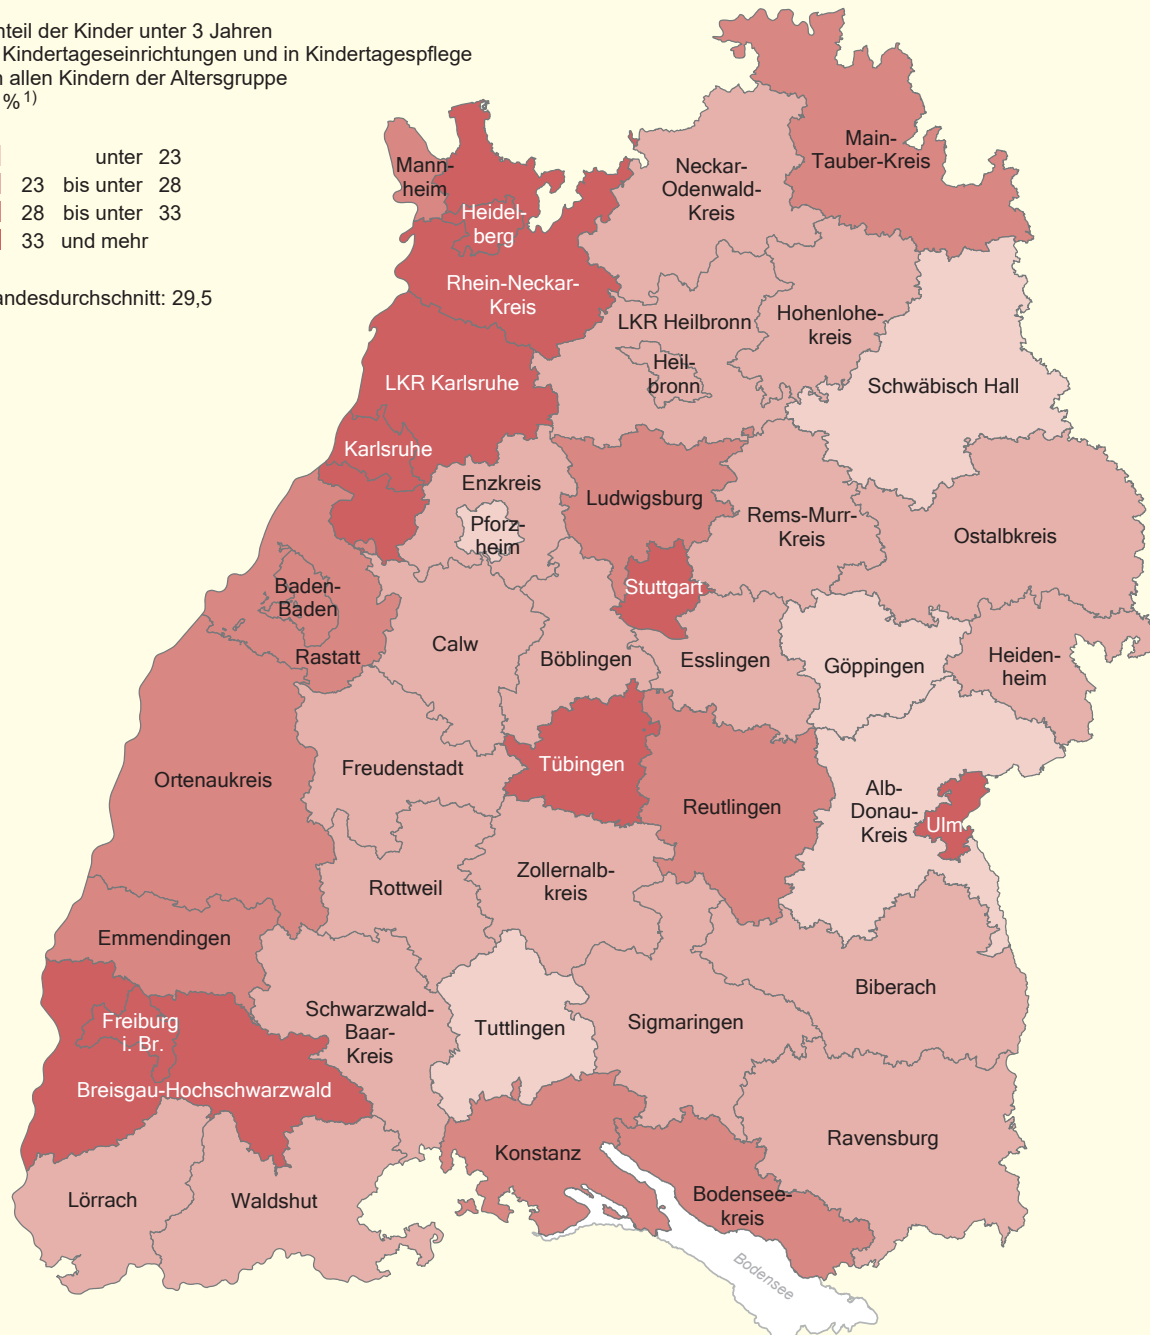 nteil der Kinder unter 3 Jahren
Kindertageseinrichtungen und in Kindertagespflege
n allen Kindern der Altersgruppe
% 1)
unter 23
23 bis unter 28
28 bis unter 33
33 und mehr
andesdurchschnitt: 29,5
Main-
Tauber-Kreis
Mann-
heim
Neckar-
Odenwald-
Kreis
Heidel-
berg
Rhein-Neckar-
Kreis
LKR Heilbronn
Hohenlohe-
kreis
Heil-
bronn
LKR Karlsruhe
Schwäbisch Hall
Karlsruhe
Enzkreis
Ludwigsburg
Pforz-
heim
Rems-Murr-
Kreis
Ostalbkreis
Baden-
Baden
Stuttgart
Rastatt
Calw
Böblingen
Esslingen
Göppingen
Heiden-
heim
Ortenaukreis
Freudenstadt
Tübingen
Reutlingen
Alb-
Donau-
Kreis
Ulm
Rottweil
Zollernalb-
kreis
Emmendingen
Biberach
Freiburg
i. Br.
Schwarzwald-
Baar-
Kreis
Tuttlingen
Sigmaringen
Breisgau-Hochschwarzwald
Konstanz
Ravensburg
Lörrach
Waldshut
Bodensee-
kreis
Bodensee